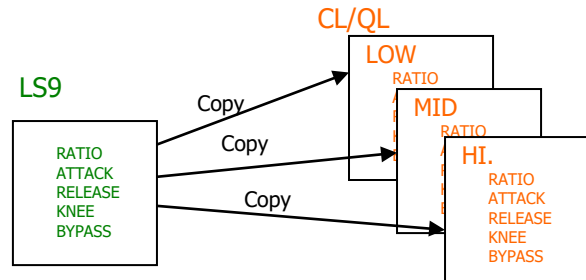 CL/QL
LS9
LOW
RATIO
MID
RATIO
HI.
RATIO
ATTACK
RELEASE
KNEE
BYPASS
Copy
Copy
Copy
RATIO
ATTACK
RELEASE
KNEE
BYPASS